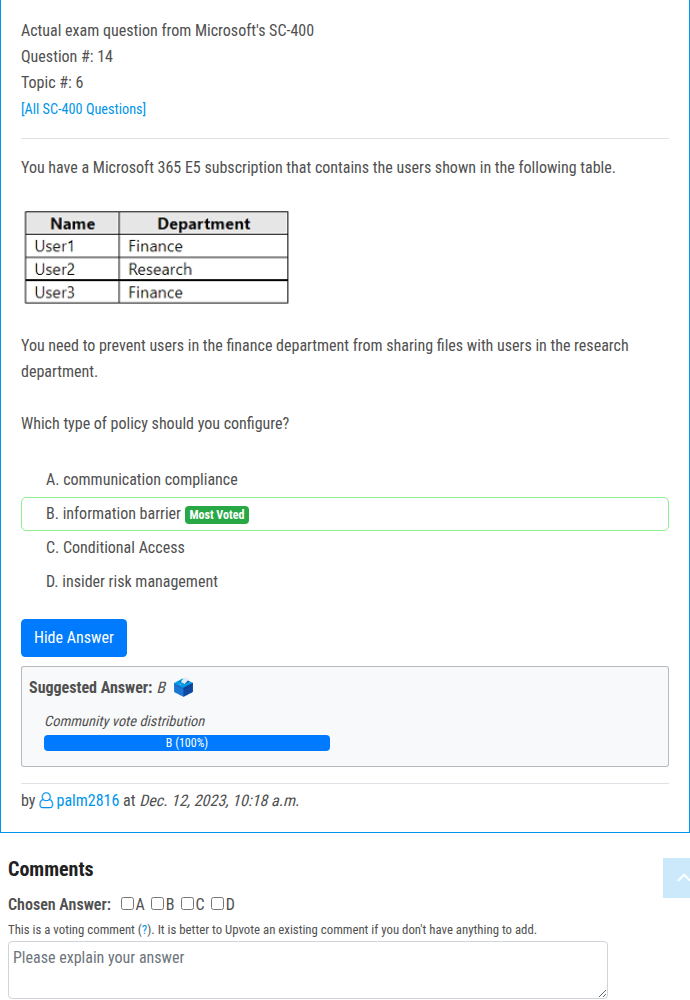 Actual exam question from Microsoft's SC-400
Question #: 14
Topic #: 6
[All SC-400 Questions]
You have a Microsoft 365 E5 subscription that contains the users shown in the following table.
Name Department
User1 Finance
User2 Research
User3 Finance
You need to prevent users in the finance department from sharing files with users in the research
department.
Which type of policy should you configure?
A. communication compliance
B. information barrier Most Voted
C. Conditional Access
D. insider risk management
Hide Answer
Suggested Answer: B
Community vote distribution
B (100%)
by palm2816 at Dec. 12, 2023, 10:18 a.m.
Comments
Chosen Answer: A B C D
This is a voting comment (?). It is better to Upvote an existing comment if you don't have anything to add.
Please explain your answer